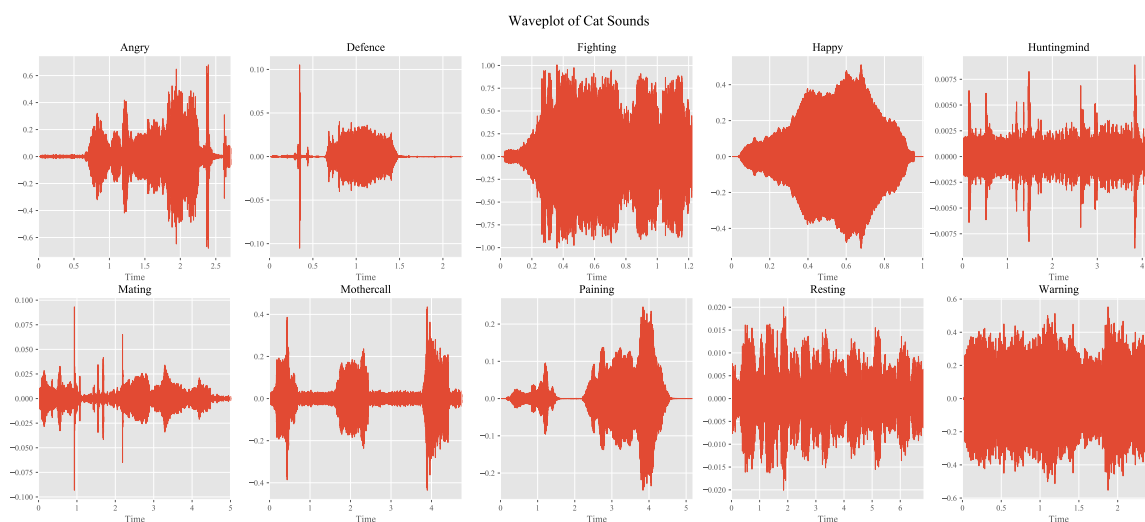 Waveplot of Cat Sounds
Angry Defence Fighting Happy Huntingmind
0.6 0.4 0.2 0.0 −0.2 −0.4 −0.6
0.10 0.05 0.00 −0.05 −0.10
1.00 0.75 0.50 0.25 0.00 −0.25 −0.50 −0.75 −1.00
0.4 0.2 0.0 −0.2 −0.4
0.0075 0.0050 0.0025 0.0000 −0.0025 −0.0050 −0.0075
0 0.5 1 1.5 2 2.5
0 0.5 1 1.5 2
0 0.2 0.4 0.6 0.8 1 1.2
0 0.2 0.4 0.6 0.8 1
0 1 2 3 4
Time Time Time Time Time
Mating Mothercall Paining Resting Warning
0.100 0.075 0.050 0.025 0.000 −0.025 −0.050 −0.075 −0.100
0.4 0.2 0.0 −0.2 −0.4
0.2 0.1 0.0 −0.1 −0.2
0.020 0.015 0.010 0.005 0.000 −0.005 −0.010 −0.015 −0.020
0.6 0.4 0.2 0.0 −0.2 −0.4 −0.6
0 1 2 3 4 5
0 1 2 3 4
0 1 2 3 4 5
0 1 2 3 4 5 6
0 0.5 1 1.5 2
Time Time Time Time Time